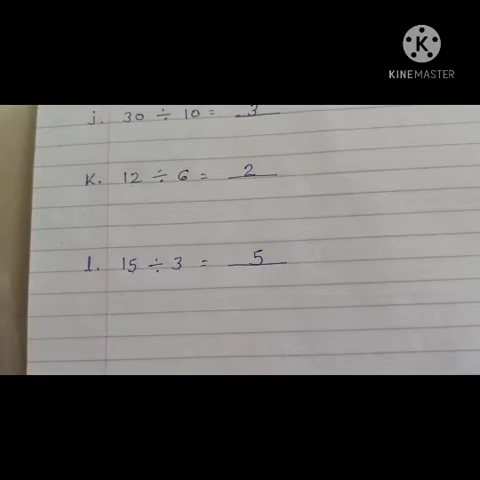 K
KINEMASTER
j. 30 ÷ 10 = 3
K. 12 ÷ 6 = 2
l. 15 ÷ 3 = 5